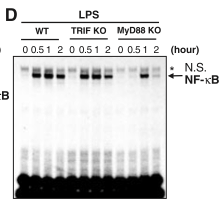 D
LPS
WT TRIF KO MyD88 KO
0 0.5 1 2 0 0.5 1 2 0 0.5 1 2 (hour)
* N.S.
NF-κB
κB